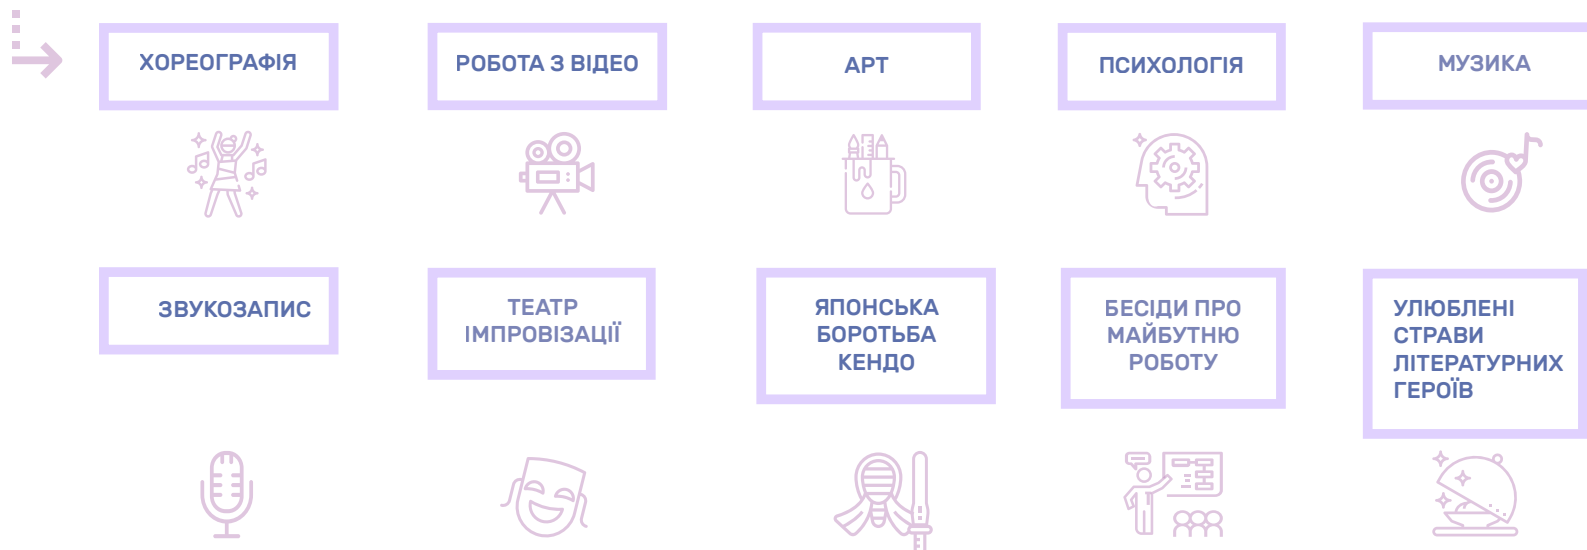 ХОРЕОГРАФІЯ
РОБОТА З ВІДЕО
АРТ
ПСИХОЛОГІЯ
МУЗИКА
ЗВУКОЗАПИС
ТЕАТР
ІМПРОВІЗАЦІЇ
ЯПОНСЬКА
БОРОТЬБА
КЕНДО
БЕСІДИ ПРО
МАЙБУТНЮ
РОБОТУ
УЛЮБЛЕНІ
СТРАВИ
ЛІТЕРАТУРНИХ
ГЕРОЇВ